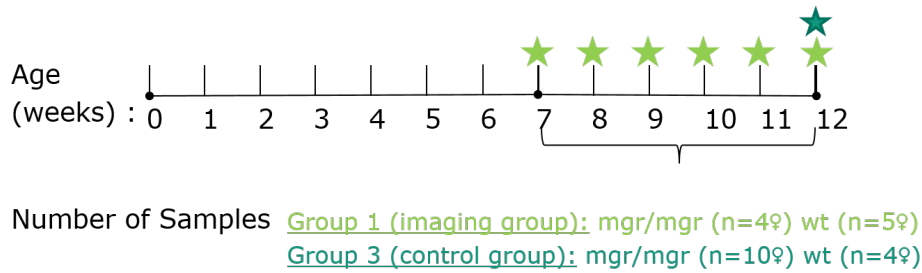 Age
(weeks) :
0 1 2 3 4 5 6 7 8 9 10 11 12
Number of Samples
Group 1 (imaging group): mgr/mgr (n=4♀) wt (n=5♀)
Group 3 (control group): mgr/mgr (n=10♀) wt (n=4♀)